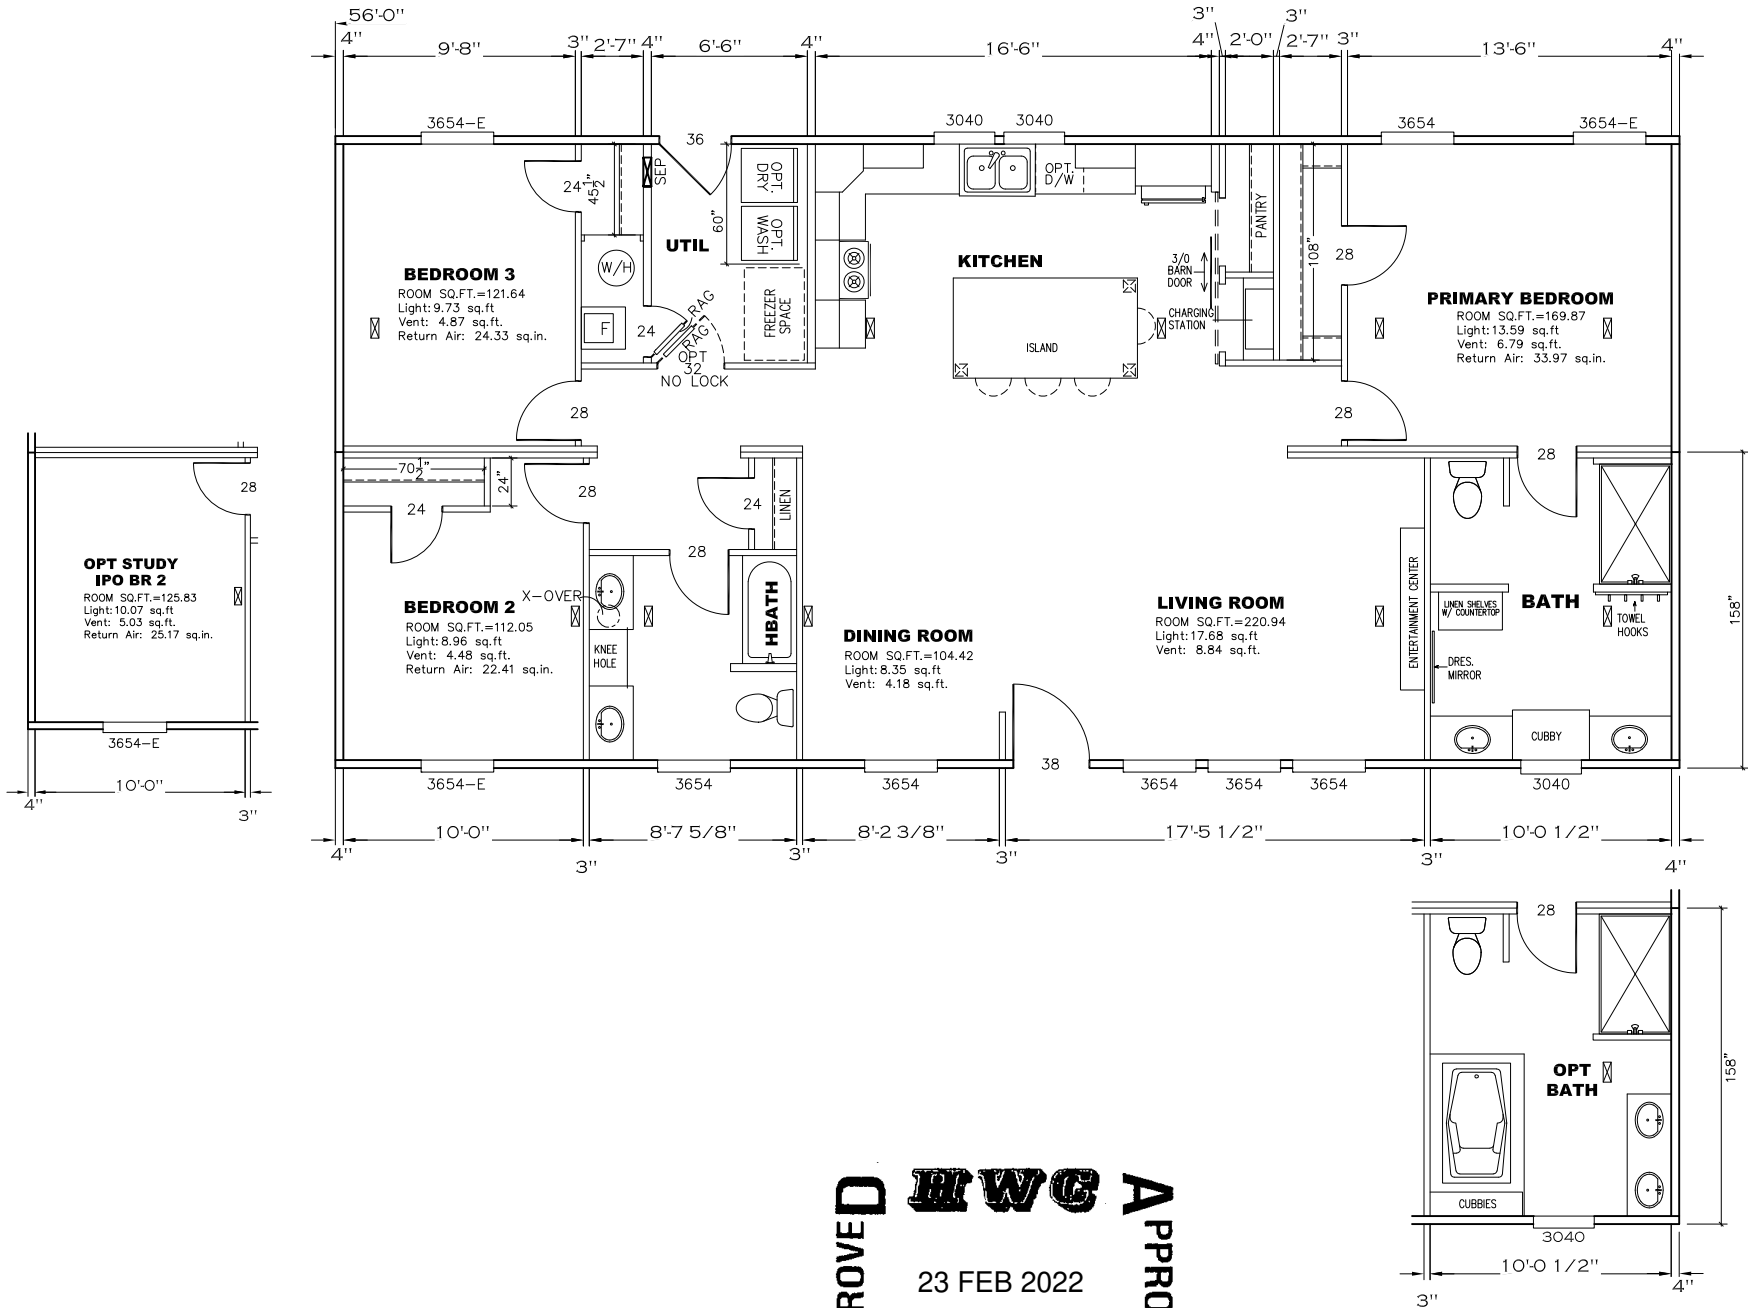 56'-0"
4" 9'-8" 3" 2'-7" 4" 6'-6" 4" 16'-6" 4" 3" 2'-0" 3" 2'-7" 3" 13'-6" 4"
3654-E
36
3040
3040
3654
3654-E
24
45 1/2"
SEP
60"
OPT. DRY
OPT. WASH
UTIL
W/H
F
24
RAG
RAG
OPT
32
NO LOCK
FREEZER SPACE
BEDROOM 3
ROOM SQ.FT.=121.64
Light: 9.73 sq.ft
Vent: 4.87 sq.ft.
Return Air: 24.33 sq.in.
28
OPT.
D/W
KITCHEN
ISLAND
3/0
BARN
DOOR
CHARGING
STATION
PANTRY
108"
28
PRIMARY BEDROOM
ROOM SQ.FT.=169.87
Light: 13.59 sq.ft
Vent: 6.79 sq.ft.
Return Air: 33.97 sq.in.
28
28
70 1/2"
24"
24
28
24
LINEN
28
X-OVER
KNEE
HOLE
HBATH
BEDROOM 2
ROOM SQ.FT.=112.05
Light: 8.96 sq.ft
Vent: 4.48 sq.ft.
Return Air: 22.41 sq.in.
DINING ROOM
ROOM SQ.FT.=104.42
Light: 8.35 sq.ft
Vent: 4.18 sq.ft.
LIVING ROOM
ROOM SQ.FT.=220.94
Light: 17.68 sq.ft
Vent: 8.84 sq.ft.
ENTERTAINMENT CENTER
LINEN SHELVES
W/ COUNTERTOP
BATH
TOWEL
HOOKS
DRES.
MIRROR
CUBBY
158"
3654-E
3654
3654
38
3654
3654
3654
3040
4" 10'-0" 3" 8'-7 5/8" 3" 8'-2 3/8" 3" 17'-5 1/2" 3" 10'-0 1/2" 4"
28
OPT STUDY
IPO BR 2
ROOM SQ.FT.=125.83
Light: 10.07 sq.ft
Vent: 5.03 sq.ft.
Return Air: 25.17 sq.in.
3654-E
4" 10'-0" 3"
28
OPT
BATH
CUBBIES
158"
3040
3" 10'-0 1/2" 4"
ROVED
HWC
APPRO
23 FEB 2022